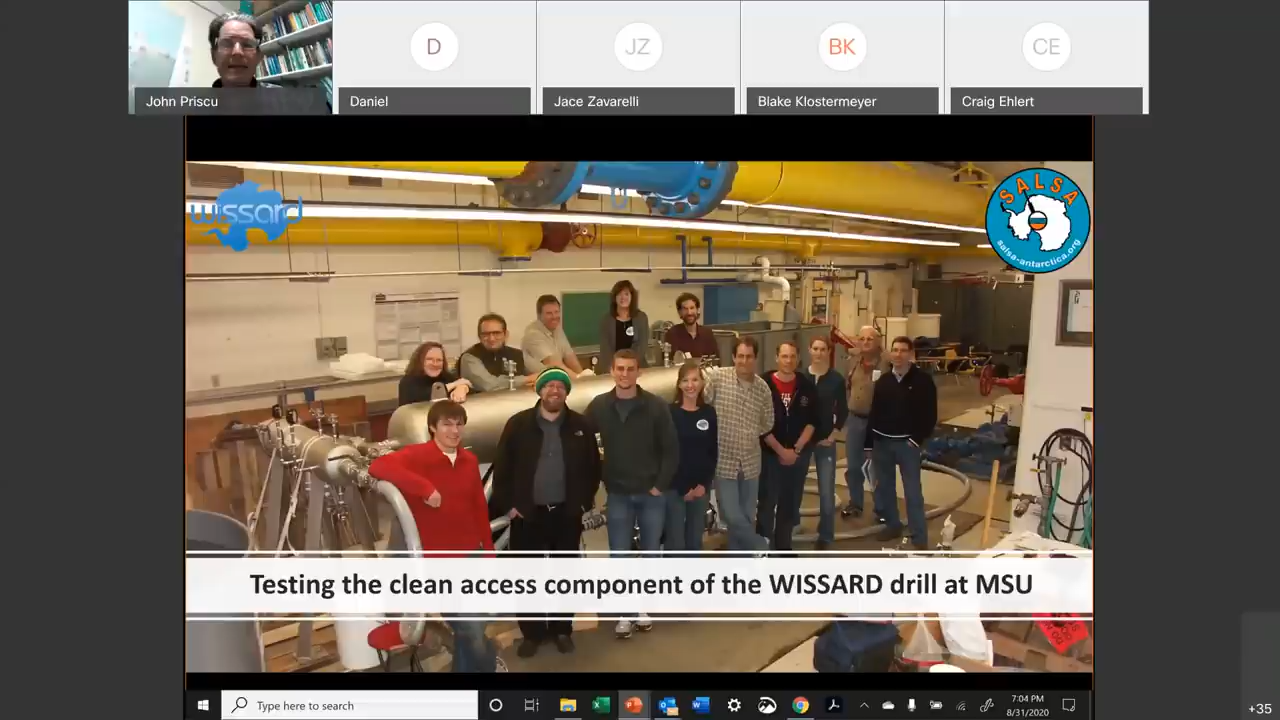 D
JZ
BK
CE
John Priscu
Daniel
Jace Zavarelli
Blake Klostermeyer
Craig Ehlert
wissard
SALSA
salsa-antarctica.org
Testing the clean access component of the WISSARD drill at MSU
Type here to search
7:04 PM
8/31/2020
+35